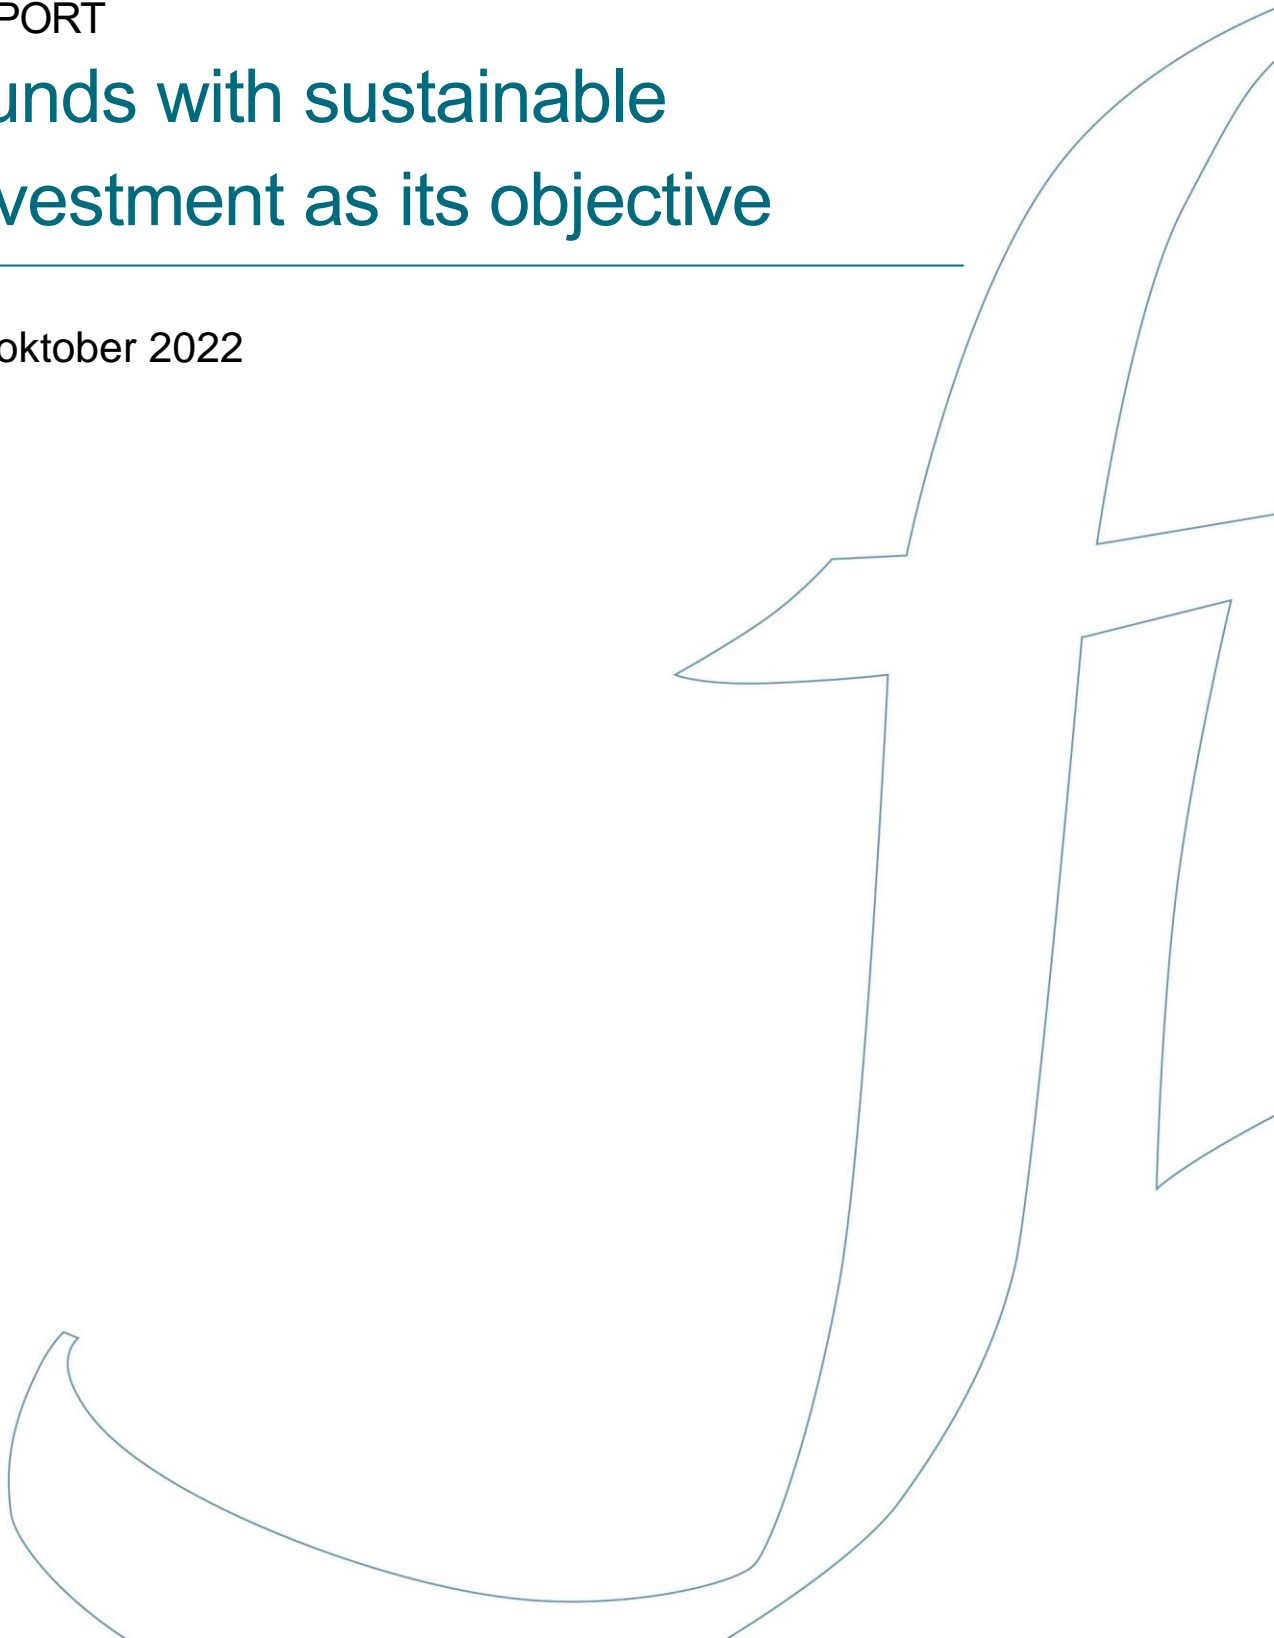 PORT
unds with sustainable
vestment as its objective
oktober 2022